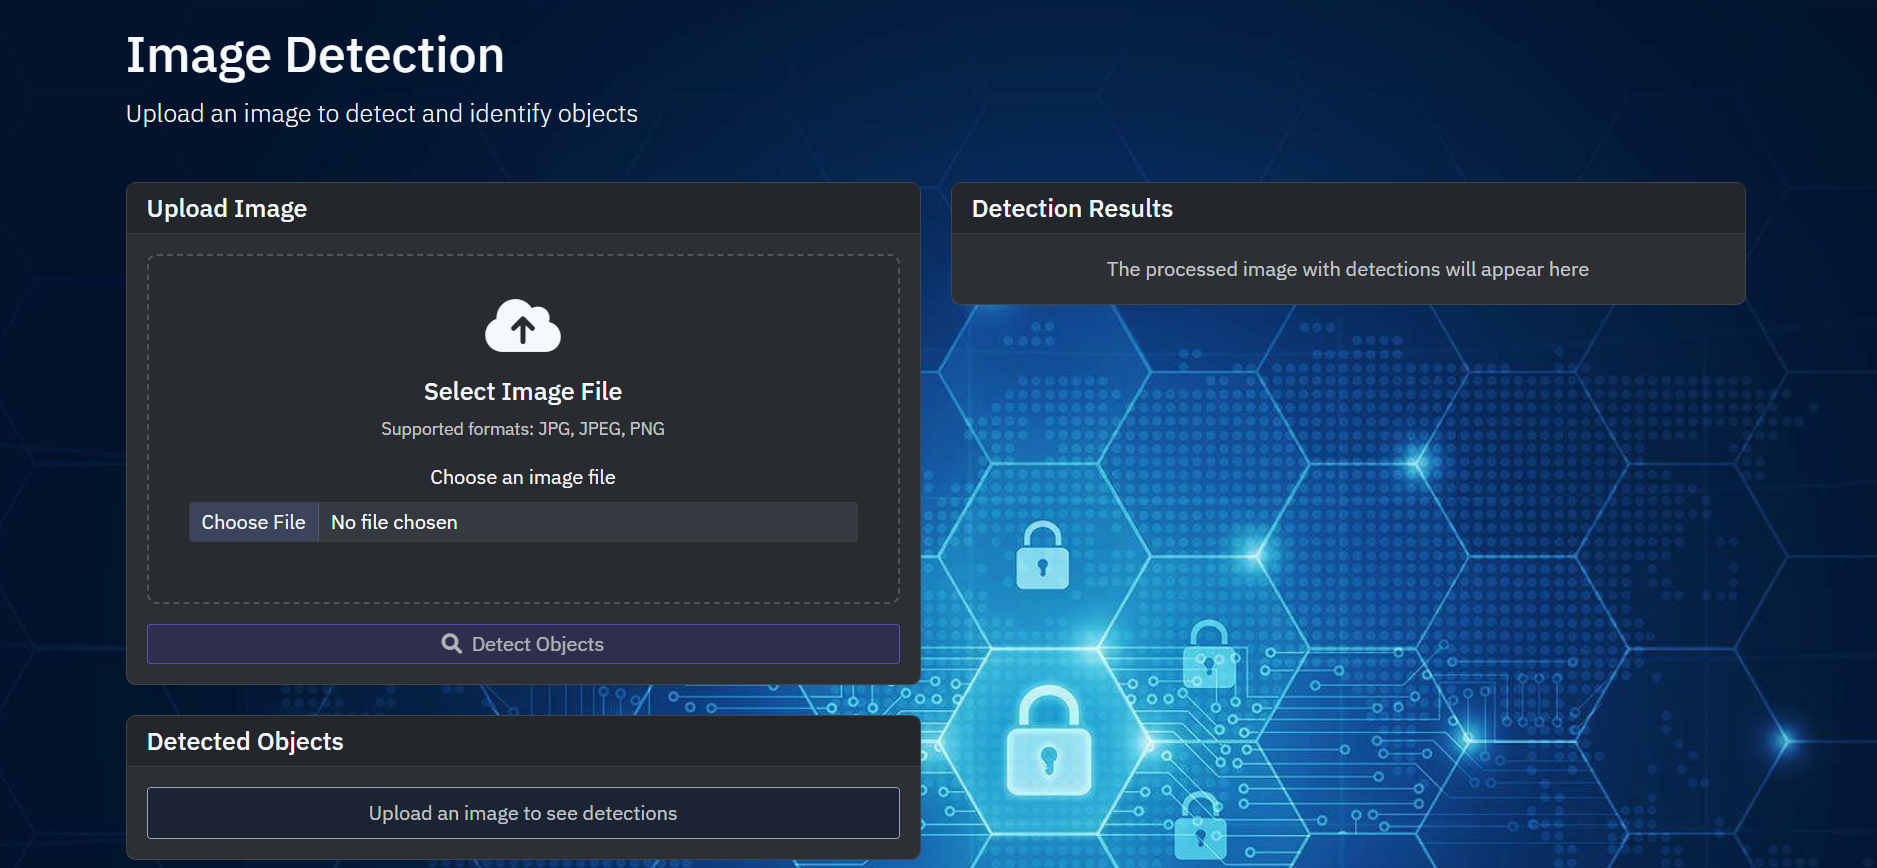 Image Detection
Upload an image to detect and identify objects
Upload Image
Select Image File
Supported formats: JPG, JPEG, PNG
Choose an image file
Choose File No file chosen
Detect Objects
Detected Objects
Upload an image to see detections
Detection Results
The processed image with detections will appear here